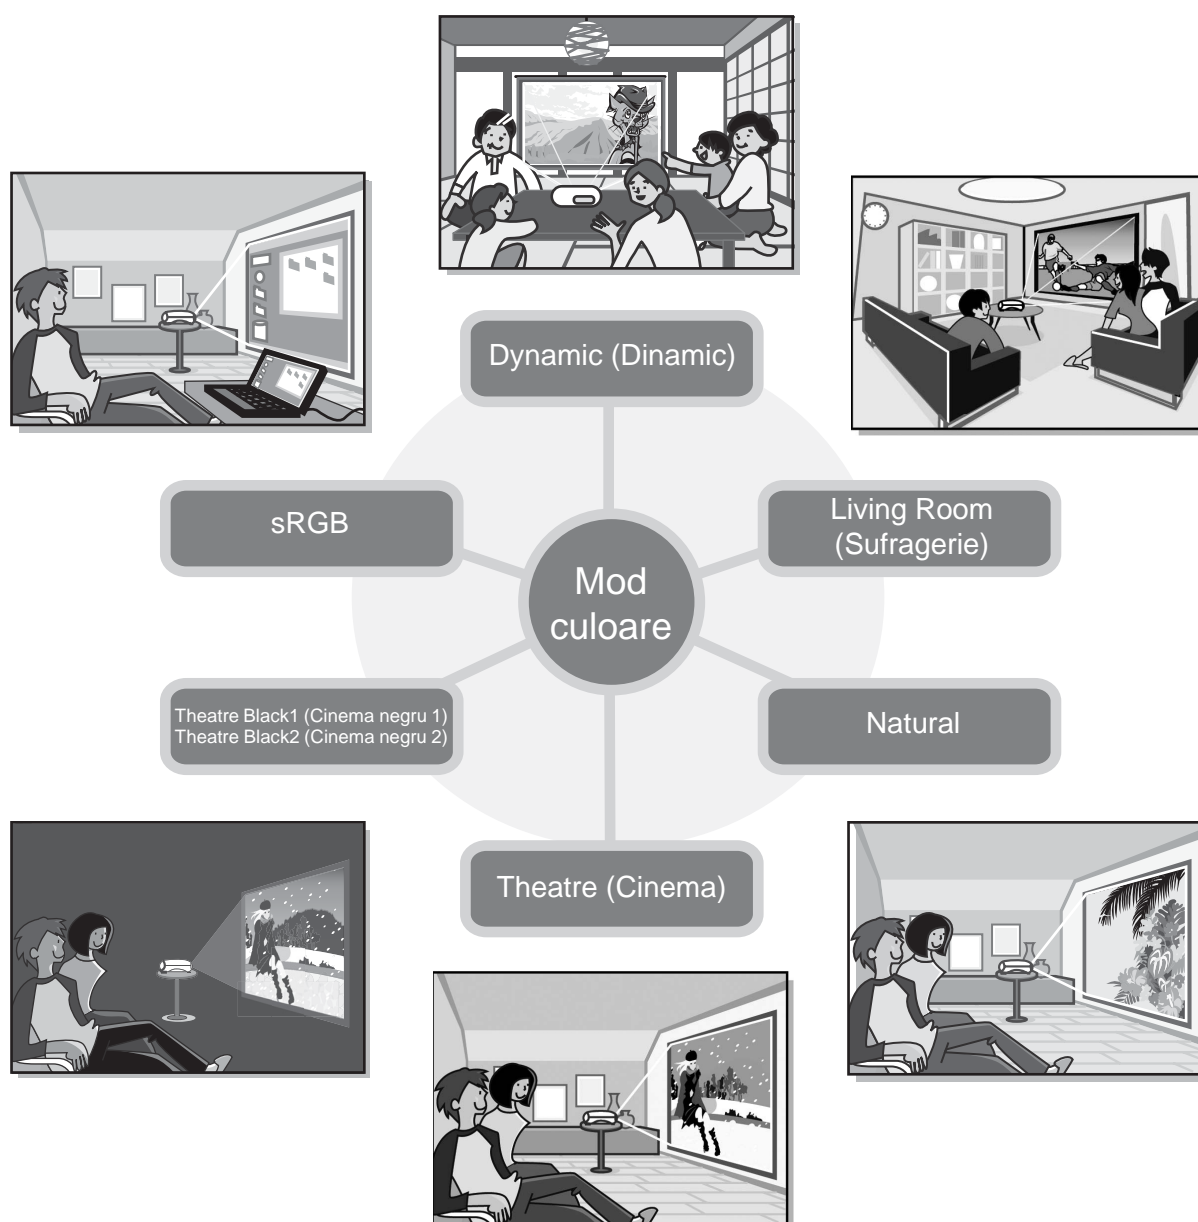 Dynamic (Dinamic)
sRGB
Living Room
(Sufragerie)
Mod
culoare
Theatre Black1 (Cinema negru 1)
Theatre Black2 (Cinema negru 2)
Natural
Theatre (Cinema)